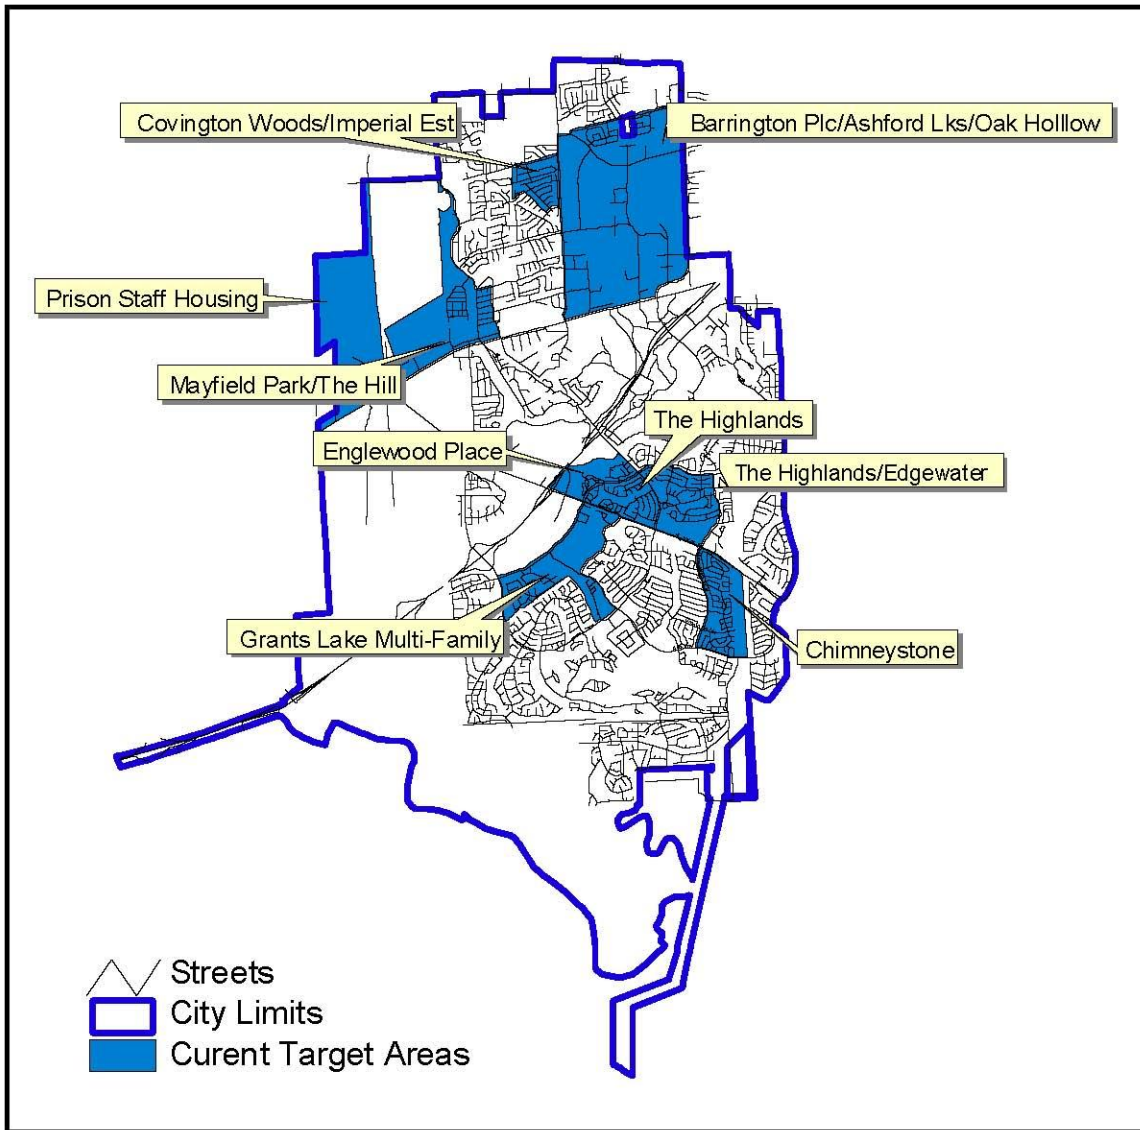 Covington Woods/Imperial Est
Barrington Plc/Ashford Lks/Oak Holllow
Prison Staff Housing
Mayfield Park/The Hill
The Highlands
Englewood Place
The Highlands/Edgewater
Grants Lake Multi-Family
Chimneystone
Streets
City Limits
Curent Target Areas